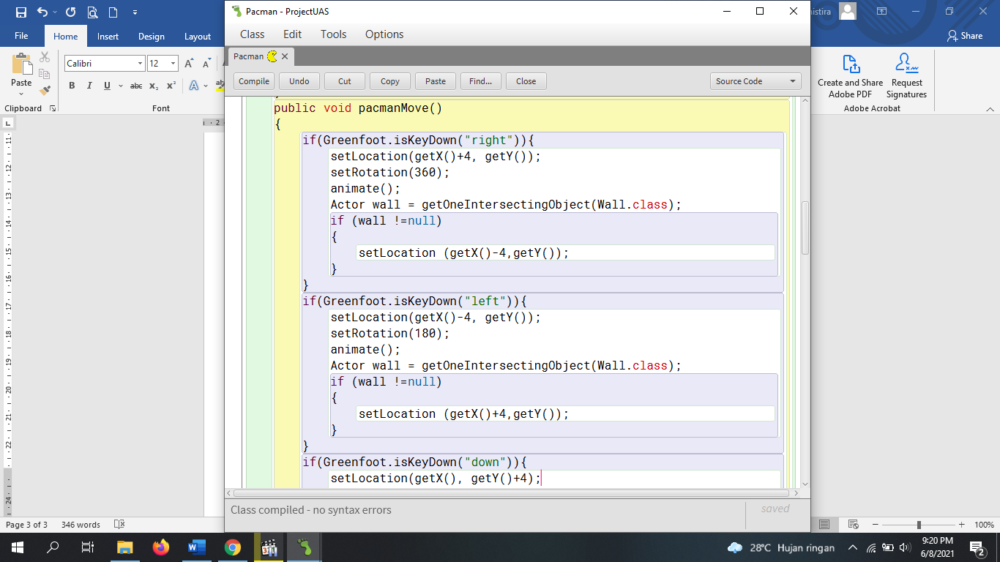 Pacman - ProjectUAS
File Home Insert Design Layout
Class Edit Tools Options
Share
Pacman
Calibri 12
Paste
Compile Undo Cut Copy Paste Find... Close Source Code
Create and Share Adobe PDF
Request Signatures
B I U abc x₂ x² A
Clipboard Font Adobe Acrobat
public void pacmanMove()
{
if(Greenfoot.isKeyDown("right")){
setLocation(getX()+4, getY());
setRotation(360);
animate();
Actor wall = getOneIntersectingObject(Wall.class);
if (wall !=null)
{
setLocation (getX()-4,getY());
}
}
if(Greenfoot.isKeyDown("left")){
setLocation(getX()-4, getY());
setRotation(180);
animate();
Actor wall = getOneIntersectingObject(Wall.class);
if (wall !=null)
{
setLocation (getX()+4,getY());
}
}
if(Greenfoot.isKeyDown("down")){
setLocation(getX(), getY()+4);
Class compiled - no syntax errors
saved
Page 3 of 3 346 words 100%
28°C Hujan ringan
9:20 PM
6/8/2021
2